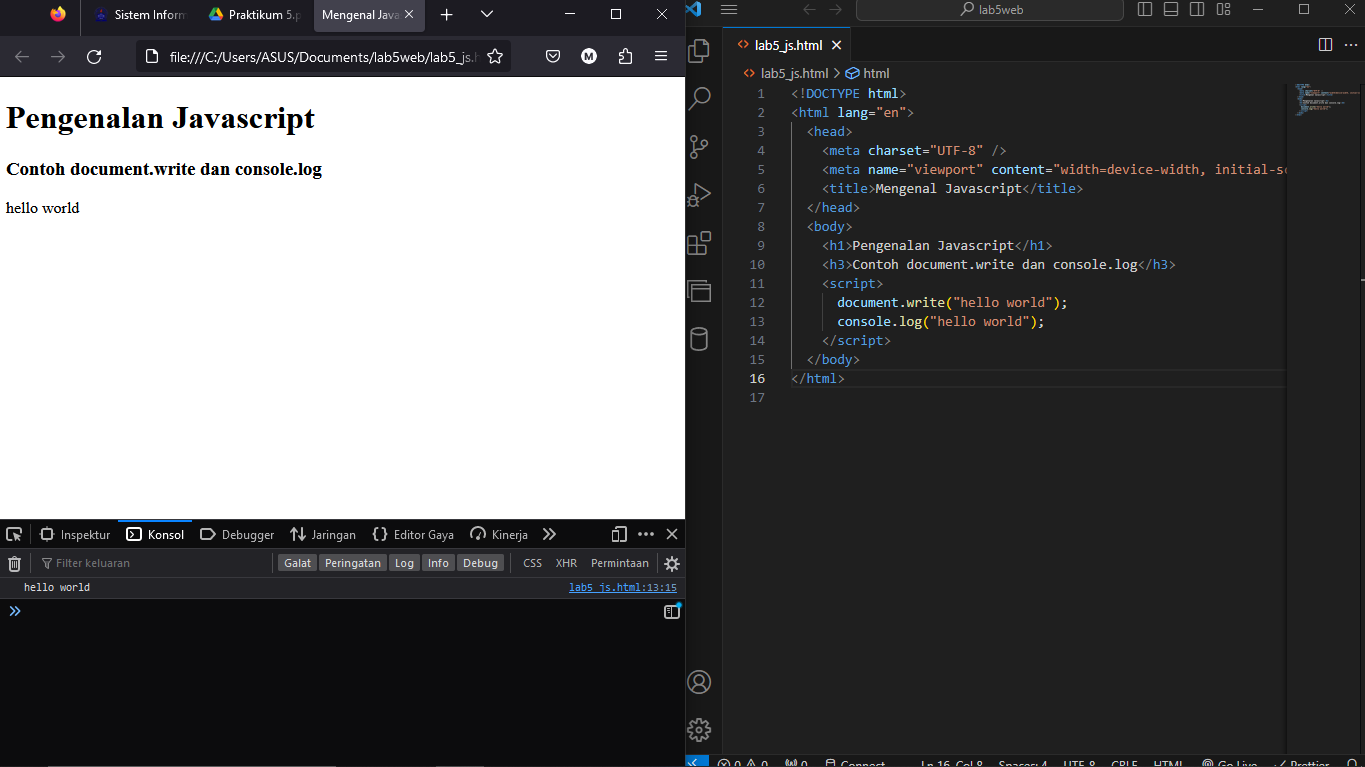 Sistem Inform
Praktikum 5.p
Mengenal Java
file:///C:/Users/ASUS/Documents/lab5web/lab5_js.h
M
Pengenalan Javascript
Contoh document.write dan console.log
hello world
Inspektur Konsol Debugger Jaringan Editor Gaya Kinerja
Filter keluaran Galat Peringatan Log Info Debug CSS XHR Permintaan
hello world lab5_js.html:13:15
lab5web
lab5_js.html
lab5_js.html > html
1 <!DOCTYPE html>
2 <html lang="en">
3 <head>
4 <meta charset="UTF-8" />
5 <meta name="viewport" content="width=device-width, initial-sc
6 <title>Mengenal Javascript</title>
7 </head>
8 <body>
9 <h1>Pengenalan Javascript</h1>
10 <h3>Contoh document.write dan console.log</h3>
11 <script>
12 document.write("hello world");
13 console.log("hello world");
14 </script>
15 </body>
16 </html>
17
0 0 0 Connect Ln 16, Col 8 Spaces: 4 UTF-8 CRLF HTML Go Live Prettier